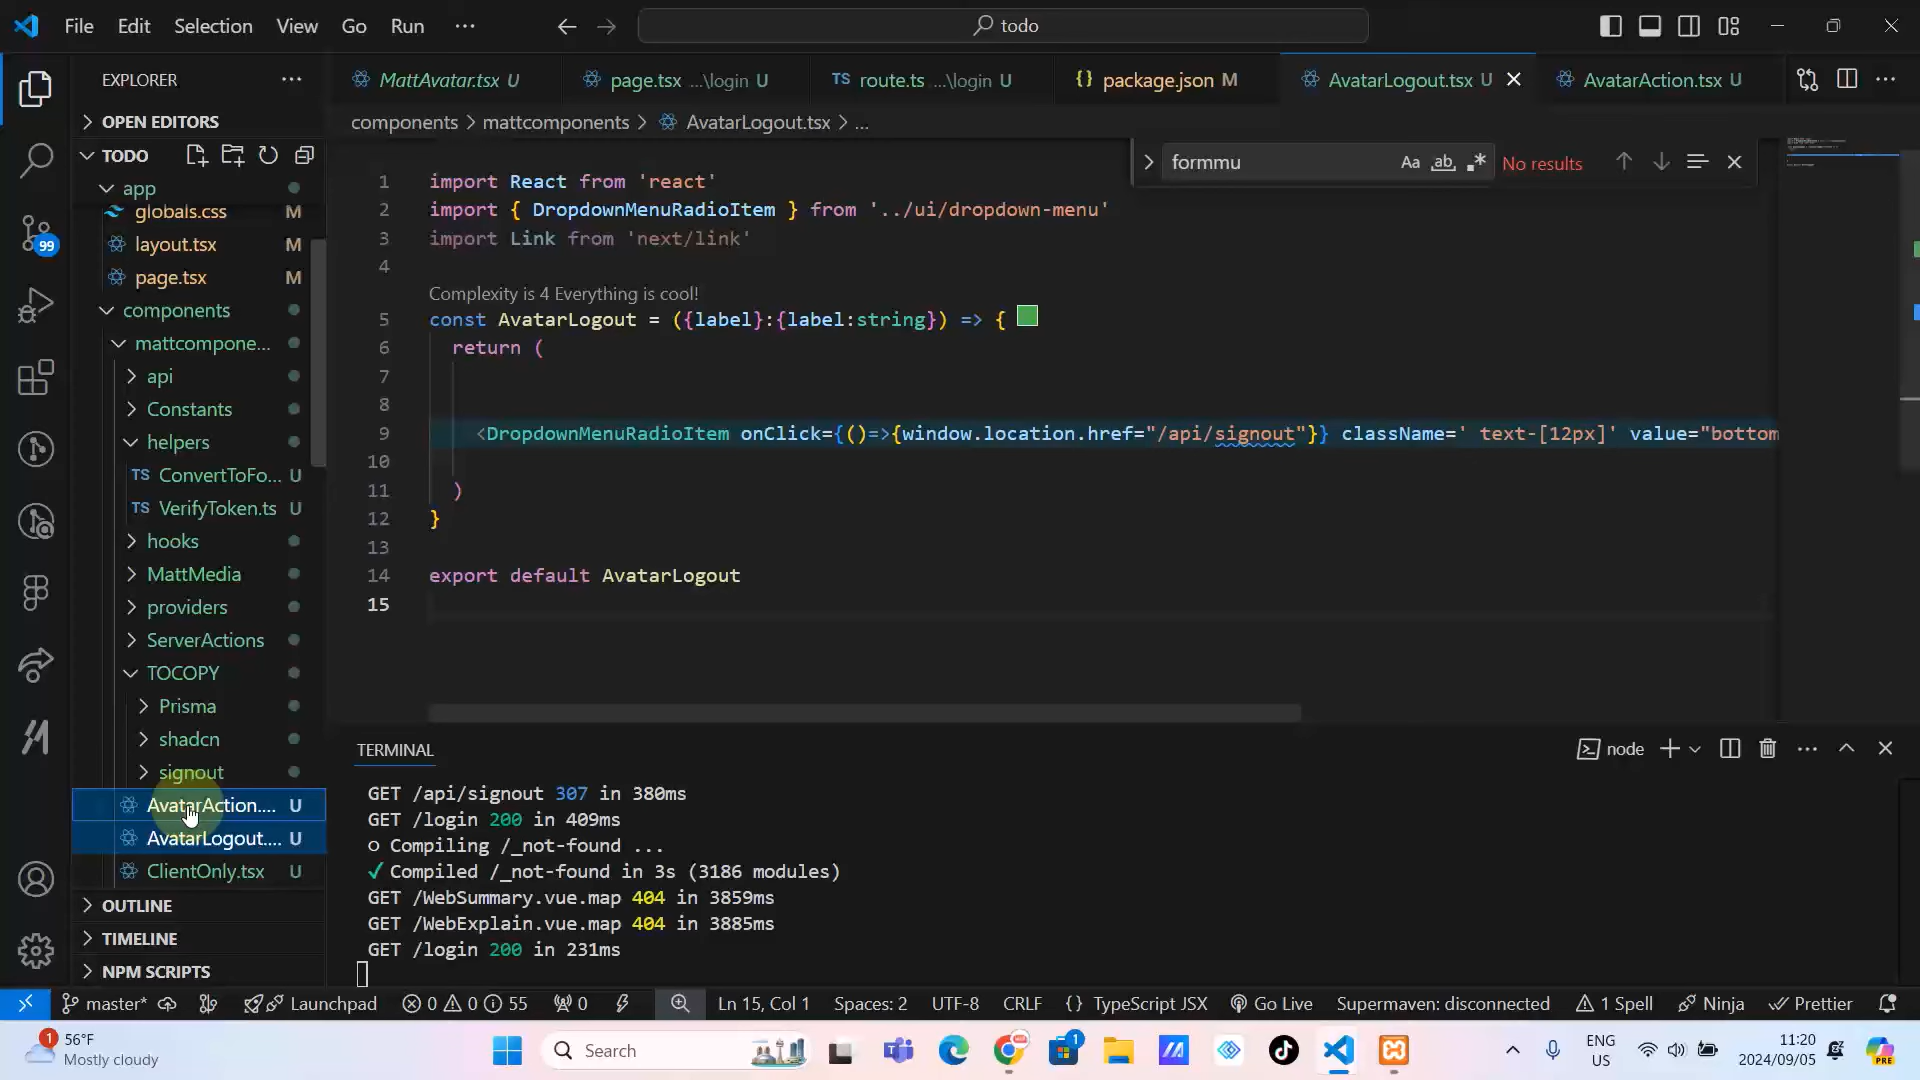 File Edit Selection View Go Run ...
todo
EXPLORER ...
MattAvatar.tsx U
page.tsx ...\login U
TS route.ts ...\login U
{} package.json M
AvatarLogout.tsx U
AvatarAction.tsx U
components > mattcomponents > AvatarLogout.tsx > ...
OPEN EDITORS
TODO
app
globals.css M
layout.tsx M
page.tsx M
components
mattcompone...
api
Constants
helpers
TS ConvertToFo... U
TS VerifyToken.ts U
hooks
MattMedia
providers
ServerActions
TOCOPY
Prisma
shadcn
signout
AvatarAction.... U
AvatarLogout.... U
ClientOnly.tsx U
OUTLINE
TIMELINE
NPM SCRIPTS
99
formmu Aa ab .* No results
1 import React from 'react'
2 import { DropdownMenuRadioItem } from '../ui/dropdown-menu'
3 import Link from 'next/link'
4
Complexity is 4 Everything is cool!
5 const AvatarLogout = ({label}:{label:string}) => {
6 return (
7
8
9 <DropdownMenuRadioItem onClick={()=>{window.location.href="/api/signout"}} className=' text-[12px]' value="bottom
10
11 )
12 }
13
14 export default AvatarLogout
15
TERMINAL
node
GET /api/signout 307 in 380ms
GET /login 200 in 409ms
○ Compiling /_not-found ...
✓ Compiled /_not-found in 3s (3186 modules)
GET /WebSummary.vue.map 404 in 3859ms
GET /WebExplain.vue.map 404 in 3885ms
GET /login 200 in 231ms
master* Launchpad 0 0 55 0 Ln 15, Col 1 Spaces: 2 UTF-8 CRLF {} TypeScript JSX Go Live Supermaven: disconnected 1 Spell Ninja Prettier
1
56°F
Mostly cloudy
Search
1
ENG
US
11:20
2024/09/05
PRE